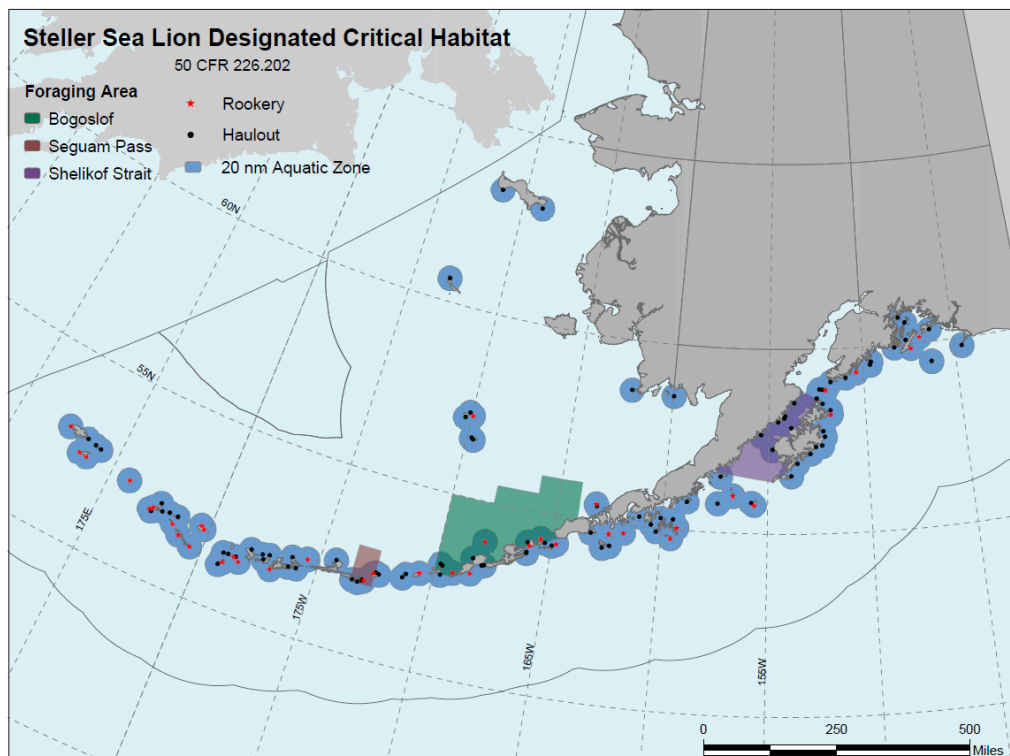 Steller Sea Lion Designated Critical Habitat
50 CFR 226.202
Foraging Area
Bogoslof
Seguam Pass
Shelikof Strait
Rookery
Haulout
20 nm Aquatic Zone
60N
55N
175E
175W
165W
155W
0 250 500
Miles